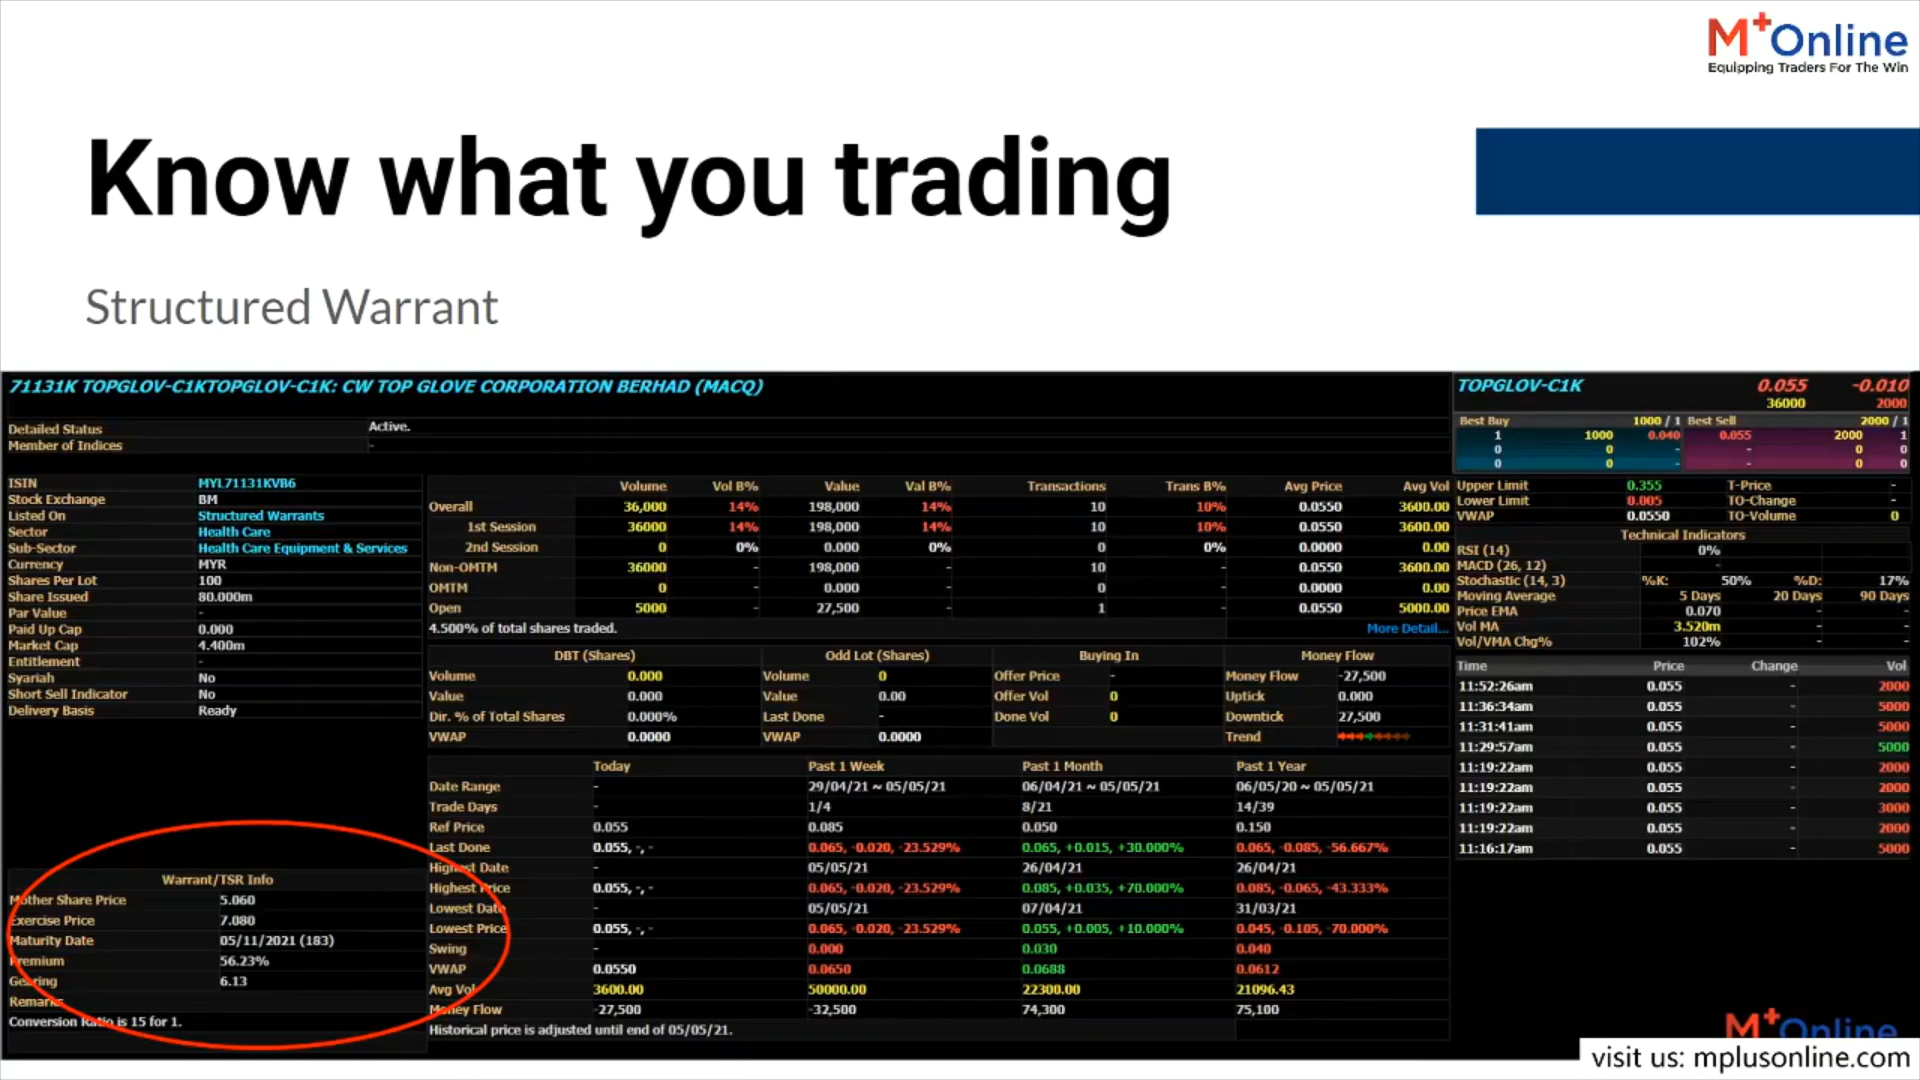 M+Online
Equipping Traders For The Win
Know what you trading
Structured Warrant
71131K TOPGLOV-C1KTOPGLOV-C1K: CW TOP GLOVE CORPORATION BERHAD (MACQ)
Detailed Status Active.
Member of Indices -
ISIN MYL71131KVB6
Stock Exchange BM
Listed On Structured Warrants
Sector Health Care
Sub-Sector Health Care Equipment & Services
Currency MYR
Shares Per Lot 100
Share Issued 80.000m
Par Value -
Paid Up Cap 0.000
Market Cap 4.400m
Entitlement -
Syariah No
Short Sell Indicator No
Delivery Basis Ready
Warrant/TSR Info
Mother Share Price 5.060
Exercise Price 7.080
Maturity Date 05/11/2021 (183)
Premium 56.23%
Gearing 6.13
Remarks
Conversion Ratio is 15 for 1.
Volume Vol B% Value Val B% Transactions Trans B% Avg Price Avg Vol
Overall 36,000 14% 198,000 14% 10 10% 0.0550 3600.00
1st Session 36000 14% 198,000 14% 10 10% 0.0550 3600.00
2nd Session 0 0% 0.000 0% 0 0% 0.0000 0.00
Non-OMTM 36000 - 198,000 - 10 - 0.0550 3600.00
OMTM 0 - 0.000 - 0 - 0.0000 0.00
Open 5000 - 27,500 - 1 - 0.0550 5000.00
4.500% of total shares traded. More Detail...
DBT (Shares) Odd Lot (Shares) Buying In Money Flow
Volume 0.000 Volume 0 Offer Price - Money Flow -27,500
Value 0.000 Value 0.00 Offer Vol 0 Uptick 0.000
Dir. % of Total Shares 0.000% Last Done - Done Vol 0 Downtick 27,500
VWAP 0.0000 VWAP 0.0000 Trend
Today Past 1 Week Past 1 Month Past 1 Year
Date Range - 29/04/21 ~ 05/05/21 06/04/21 ~ 05/05/21 06/05/20 ~ 05/05/21
Trade Days - 1/4 8/21 14/39
Ref Price 0.055 0.085 0.050 0.150
Last Done 0.055, -, - 0.065, -0.020, -23.529% 0.065, +0.015, +30.000% 0.065, -0.085, -56.667%
Highest Date - 05/05/21 26/04/21 26/04/21
Highest Price 0.055, -, - 0.065, -0.020, -23.529% 0.085, +0.035, +70.000% 0.085, -0.065, -43.333%
Lowest Date - 05/05/21 07/04/21 31/03/21
Lowest Price 0.055, -, - 0.065, -0.020, -23.529% 0.055, +0.005, +10.000% 0.045, -0.105, -70.000%
Swing - 0.000 0.030 0.040
VWAP 0.0550 0.0650 0.0688 0.0612
Avg Vol 3600.00 50000.00 22300.00 21096.43
Money Flow -27,500 -32,500 74,300 75,100
Historical price is adjusted until end of 05/05/21.
TOPGLOV-C1K 0.055 -0.010
36000 2000
Best Buy 1000 / 1 Best Sell 2000 / 1
1 1000 0.040 0.055 2000 1
0 0 - - 0 0
0 0 - - 0 0
Upper Limit 0.355 T-Price -
Lower Limit 0.005 TO-Change -
VWAP 0.0550 TO-Volume 0
Technical Indicators
RSI (14) 0%
MACD (26, 12) -
Stochastic (14, 3) %K: 50% %D: 17%
Moving Average 5 Days 20 Days 90 Days
Price EMA 0.070 - -
Vol MA 3.520m - -
Vol/VMA Chg% 102% - -
Time Price Change Vol
11:52:26am 0.055 - 2000
11:36:34am 0.055 - 5000
11:31:41am 0.055 - 5000
11:29:57am 0.055 - 5000
11:19:22am 0.055 - 2000
11:19:22am 0.055 - 2000
11:19:22am 0.055 - 3000
11:19:22am 0.055 - 2000
11:16:17am 0.055 - 5000
M+Online
visit us: mplusonline.com